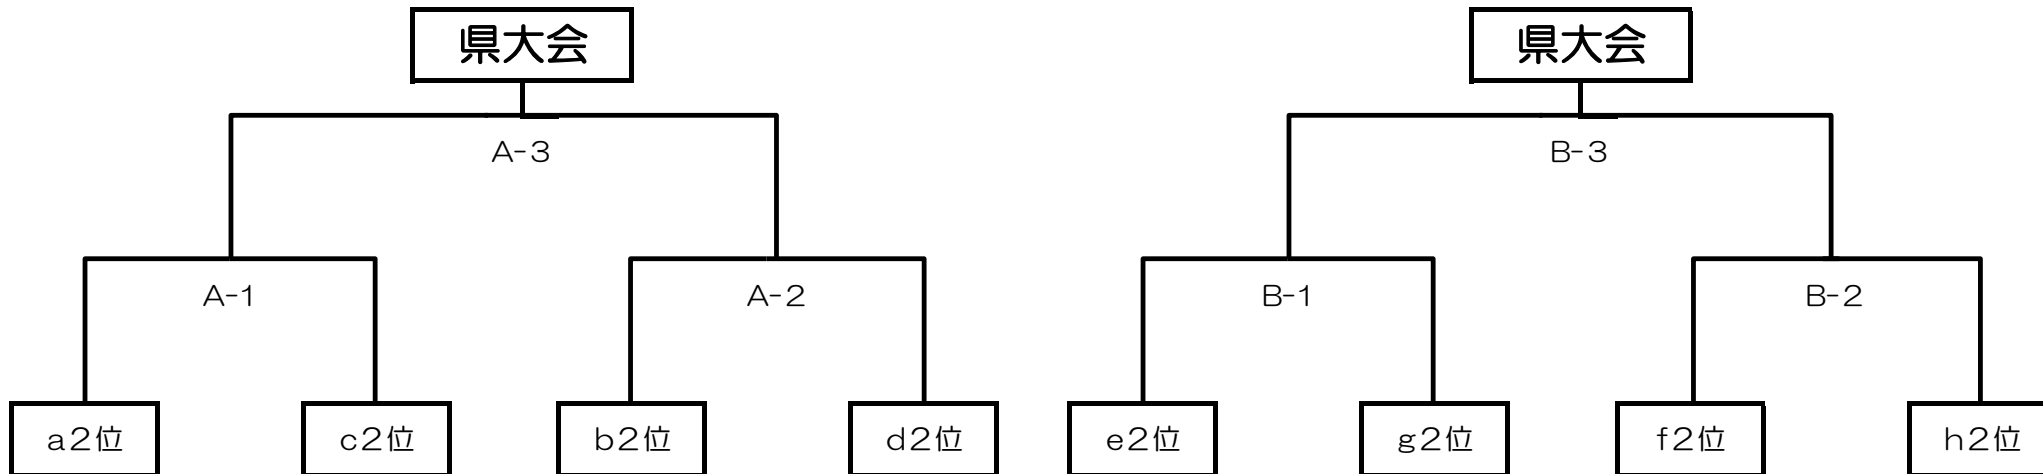 県大会 県大会
A-3 B-3
A-1 A-2 B-1 B-2
a2位 c2位 b2位 d2位 e2位 g2位 f2位 h2位